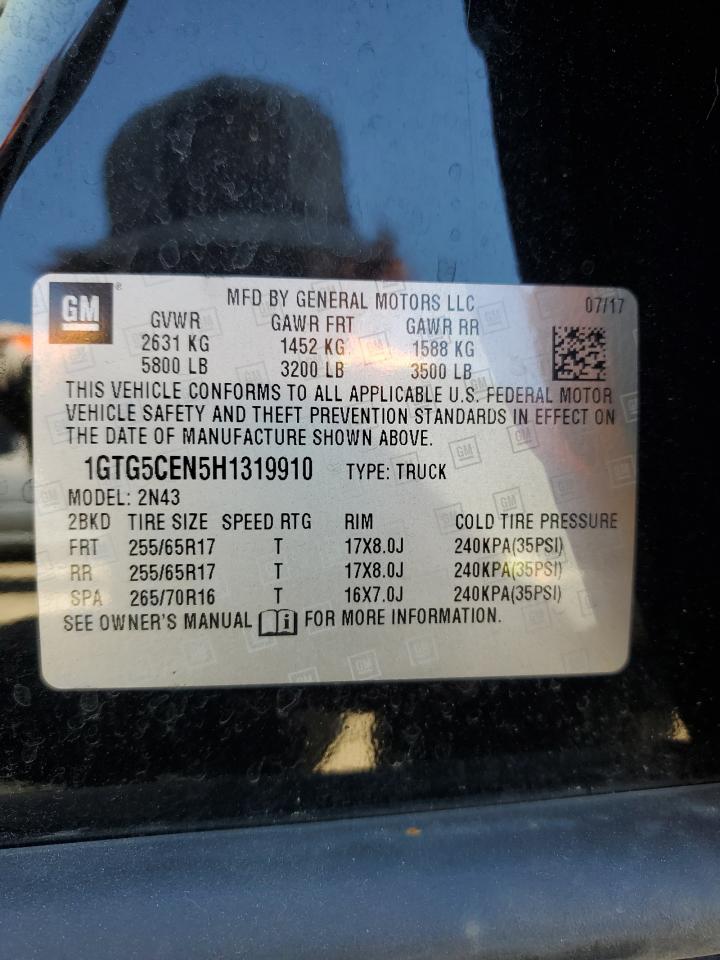 GM ® MFD BY GENERAL MOTORS LLC 07/17
GVWR GAWR FRT GAWR RR
2631 KG 1452 KG 1588 KG
5800 LB 3200 LB 3500 LB
THIS VEHICLE CONFORMS TO ALL APPLICABLE U.S. FEDERAL MOTOR
VEHICLE SAFETY AND THEFT PREVENTION STANDARDS IN EFFECT ON
THE DATE OF MANUFACTURE SHOWN ABOVE.
1GTG5CEN5H1319910 TYPE: TRUCK
MODEL: 2N43
2BKD TIRE SIZE SPEED RTG RIM COLD TIRE PRESSURE
FRT 255/65R17 T 17X8.0J 240KPA(35PSI)
RR 255/65R17 T 17X8.0J 240KPA(35PSI)
SPA 265/70R16 T 16X7.0J 240KPA(35PSI)
SEE OWNER'S MANUAL i FOR MORE INFORMATION.